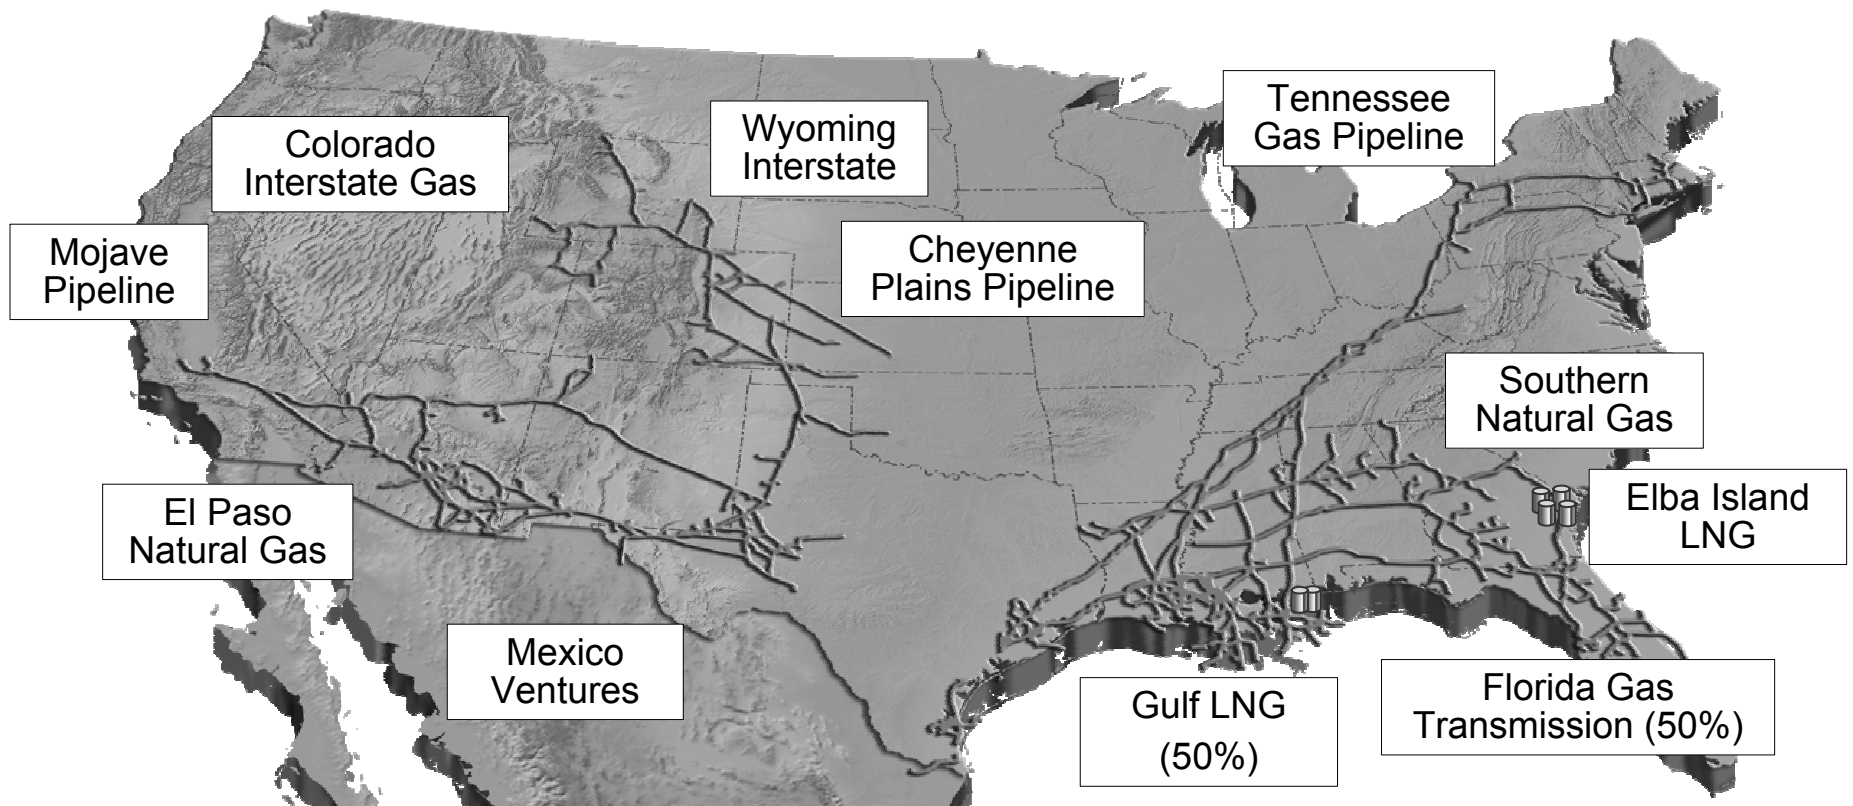 Tennessee
Gas Pipeline
Wyoming
Interstate
Colorado
Interstate Gas
Cheyenne
Plains Pipeline
Mojave
Pipeline
Southern
Natural Gas
Elba Island
LNG
El Paso
Natural Gas
Mexico
Ventures
Florida Gas
Transmission (50%)
Gulf LNG
(50%)